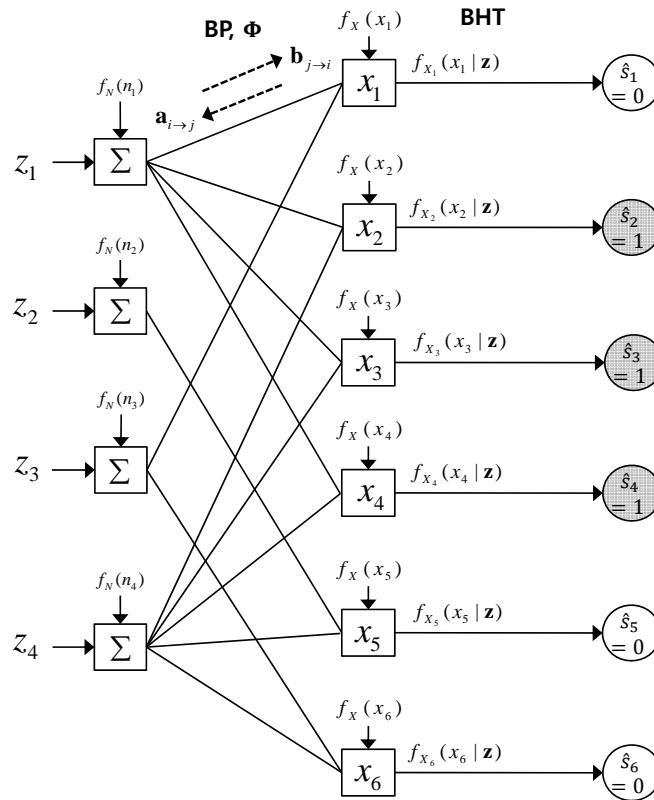 BP, Φ
BHT
b_{j→i}
a_{i→j}
f_N(n_1)
z_1
Σ
f_X(x_1)
x_1
f_{X_1}(x_1 | z)
ŝ_1
= 0
f_X(x_2)
x_2
f_{X_2}(x_2 | z)
ŝ_2
= 1
f_N(n_2)
z_2
Σ
f_X(x_3)
x_3
f_{X_3}(x_3 | z)
ŝ_3
= 1
f_N(n_3)
z_3
Σ
f_X(x_4)
x_4
f_{X_4}(x_4 | z)
ŝ_4
= 1
f_N(n_4)
z_4
Σ
f_X(x_5)
x_5
f_{X_5}(x_5 | z)
ŝ_5
= 0
f_X(x_6)
x_6
f_{X_6}(x_6 | z)
ŝ_6
= 0